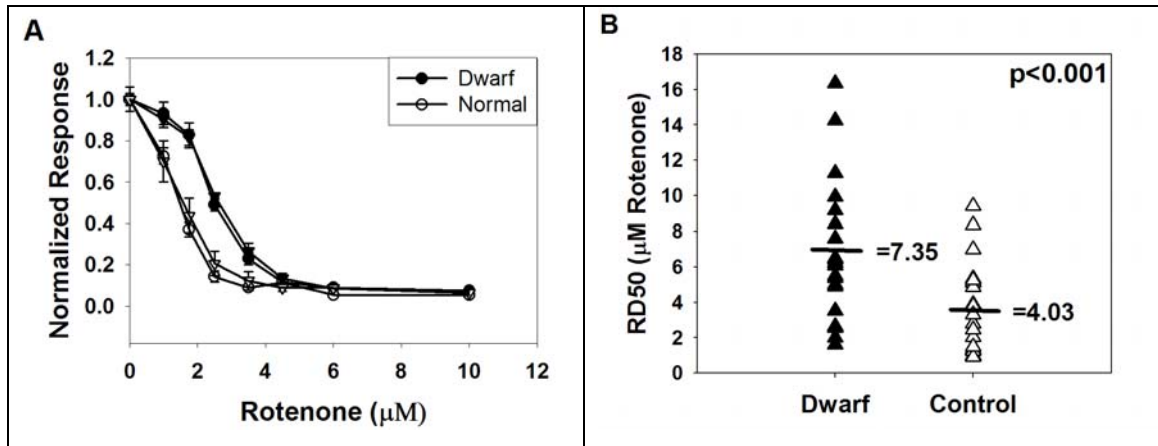 A
Normalized Response
1.2
1.0
0.8
0.6
0.4
0.2
0.0
0 2 4 6 8 10 12
Rotenone (μM)
Dwarf
Normal
B
RD50 (μM Rotenone)
18
16
14
12
10
8
6
4
2
0
p<0.001
=7.35
=4.03
Dwarf Control